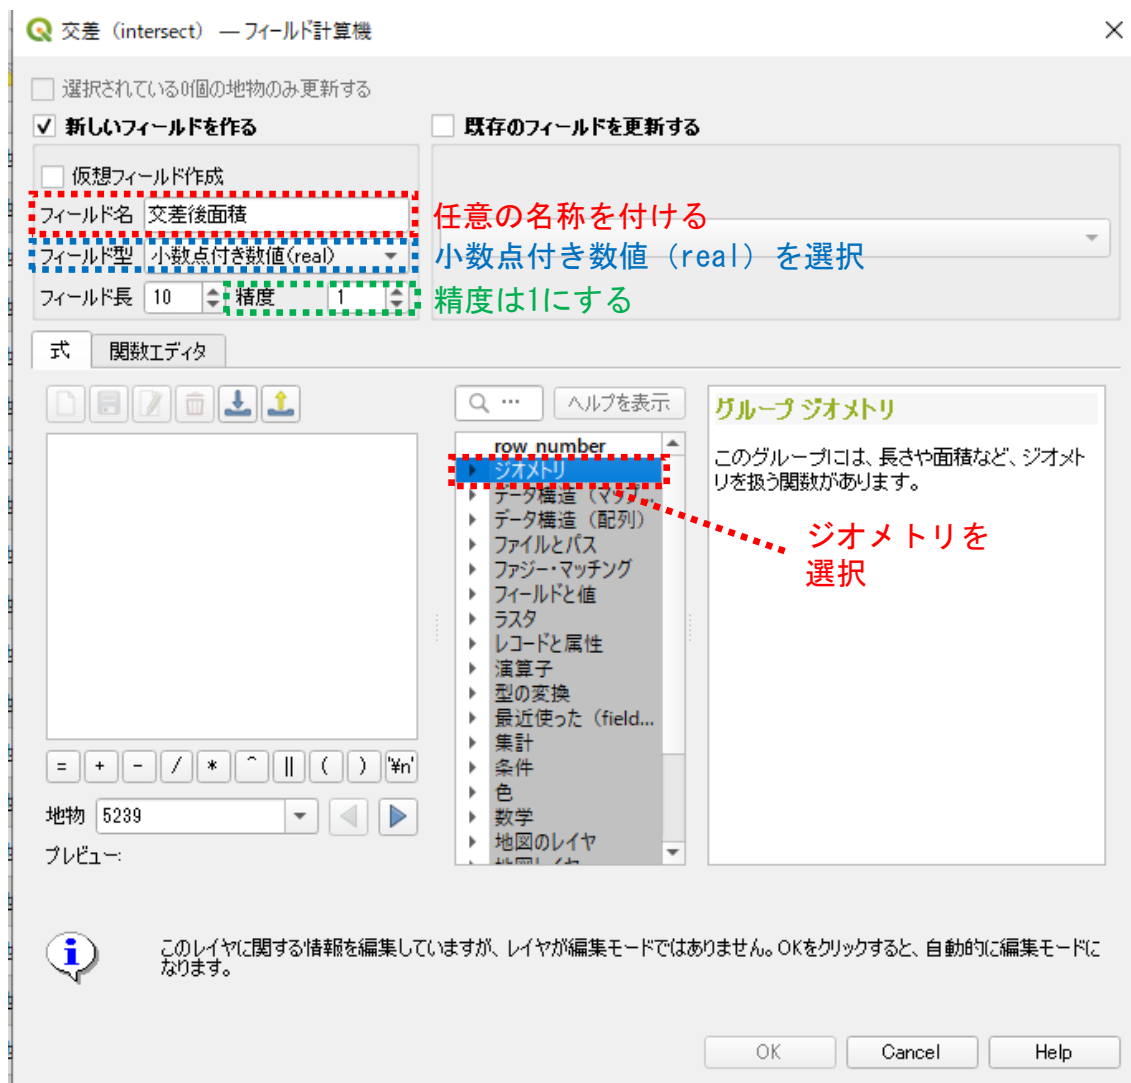 交差（intersect）—フィールド計算機
選択されている0個の地物のみ更新する
新しいフィールドを作る
既存のフィールドを更新する
仮想フィールド作成
フィールド名 交差後面積
任意の名称を付ける
フィールド型 小数点付き数値(real)
小数点付き数値（real）を選択
フィールド長 10 精度 1
精度は1にする
式 関数エディタ
… ヘルプを表示
row_number
ジオメトリ
データ構造（マップ...
データ構造（配列）
ファイルとパス
ファジー・マッチング
フィールドと値
ラスタ
レコードと属性
演算子
型の変換
最近使った（field...
集計
条件
色
数学
地図のレイヤ
グループ ジオメトリ
このグループには、長さや面積など、ジオメト
リを扱う関数があります。
ジオメトリを
選択
= + - / * ^ || ( ) '¥n'
地物 5239
プレビュー:
このレイヤに関する情報を編集していますが、レイヤが編集モードではありません。OKをクリックすると、自動的に編集モードに
なります。
OK Cancel Help